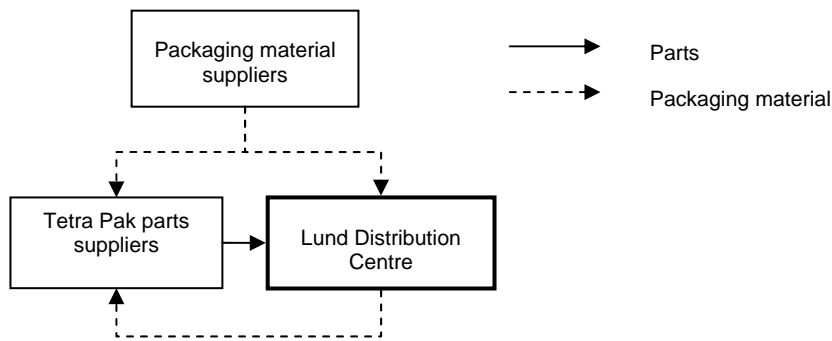 Packaging material
suppliers
Parts
Packaging material
Tetra Pak parts
suppliers
Lund Distribution
Centre